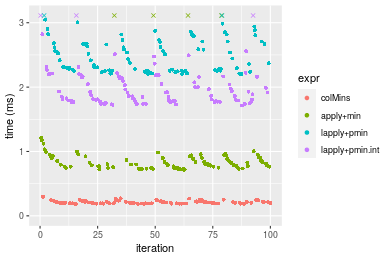 3
2
1
0
time (ms)
0
25
50
75
100
iteration
expr
colMins
apply+min
lapply+pmin
lapply+pmin.int